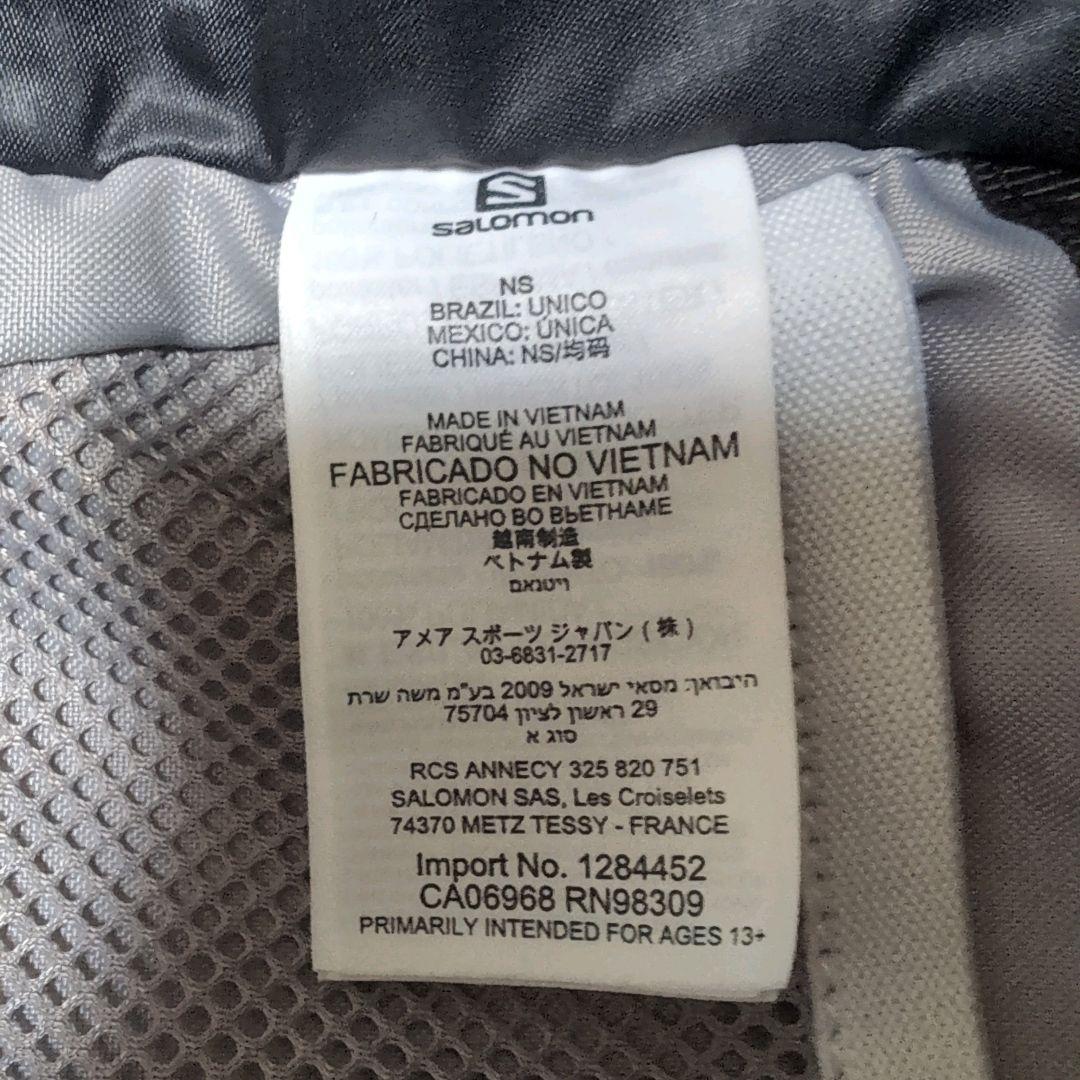 S
salomon
NS
BRAZIL: UNICO
MEXICO: ÚNICA
CHINA: NS/均码
MADE IN VIETNAM
FABRIQUÉ AU VIETNAM
FABRICADO NO VIETNAM
FABRICADO EN VIETNAM
СДЕЛАНО ВО ВЬЕТНАМЕ
越南制造
ベトナム製
וייטנאם
アメア スポーツ ジャパン ( 株 )
03-6831-2717
היבואן: מסאי ישראל 2009 בע"מ משה שרת
29 ראשון לציון 75704
סוג א
RCS ANNECY 325 820 751
SALOMON SAS, Les Croiselets
74370 METZ TESSY - FRANCE
Import No. 1284452
CA06968 RN98309
PRIMARILY INTENDED FOR AGES 13+